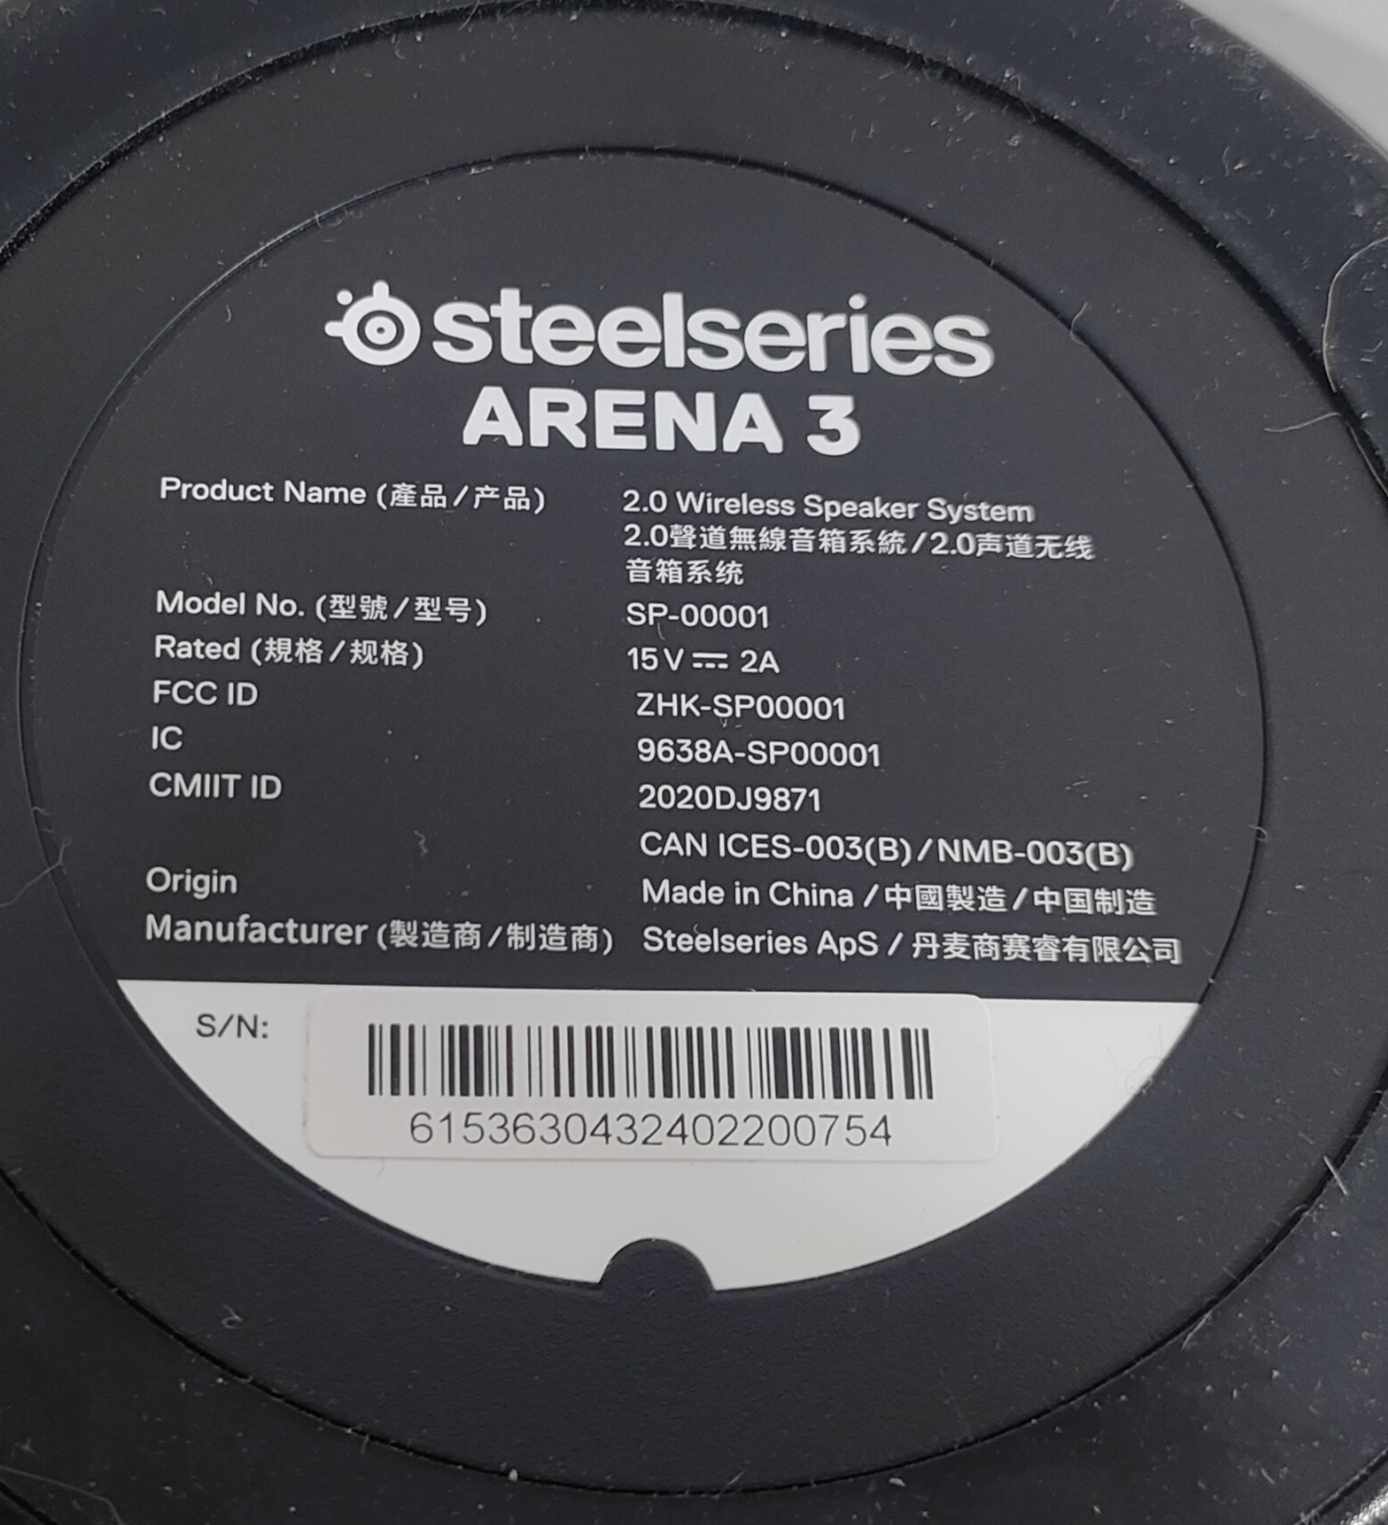 steelseries
ARENA 3
Product Name (產品/产品) 2.0 Wireless Speaker System
2.0聲道無線音箱系統/2.0声道无线
音箱系统
Model No. (型號/型号) SP-00001
Rated (規格/规格) 15V ⎓ 2A
FCC ID ZHK-SP00001
IC 9638A-SP00001
CMIIT ID 2020DJ9871
CAN ICES-003(B)/NMB-003(B)
Origin Made in China /中國製造/中国制造
Manufacturer (製造商/制造商) Steelseries ApS / 丹麦商赛睿有限公司
S/N:
6153630432402200754